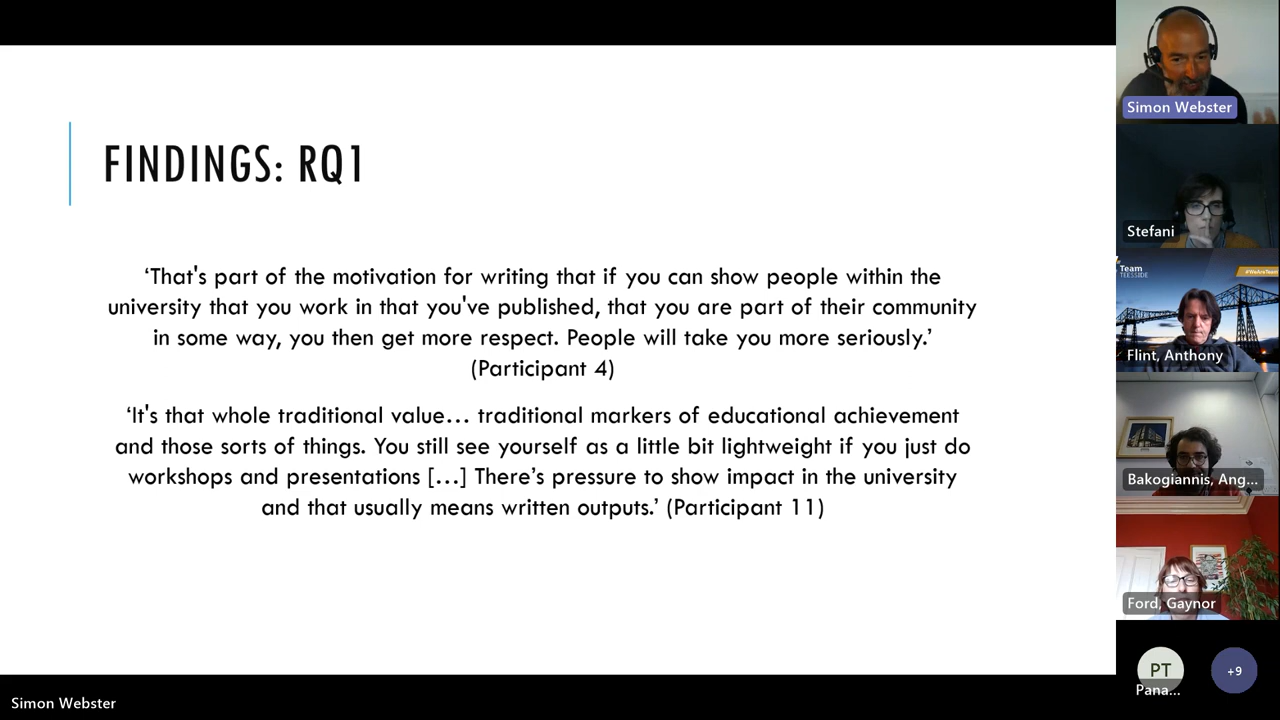 FINDINGS: RQ1
‘That's part of the motivation for writing that if you can show people within the
university that you work in that you've published, that you are part of their community
in some way, you then get more respect. People will take you more seriously.’
(Participant 4)
‘It's that whole traditional value… traditional markers of educational achievement
and those sorts of things. You still see yourself as a little bit lightweight if you just do
workshops and presentations […] There’s pressure to show impact in the university
and that usually means written outputs.’ (Participant 11)
Simon Webster
Simon Webster
Stefani
Team
TEESSIDE
Flint, Anthony
Bakogiannis, Ang...
Ford, Gaynor
PT
Pana...
+9